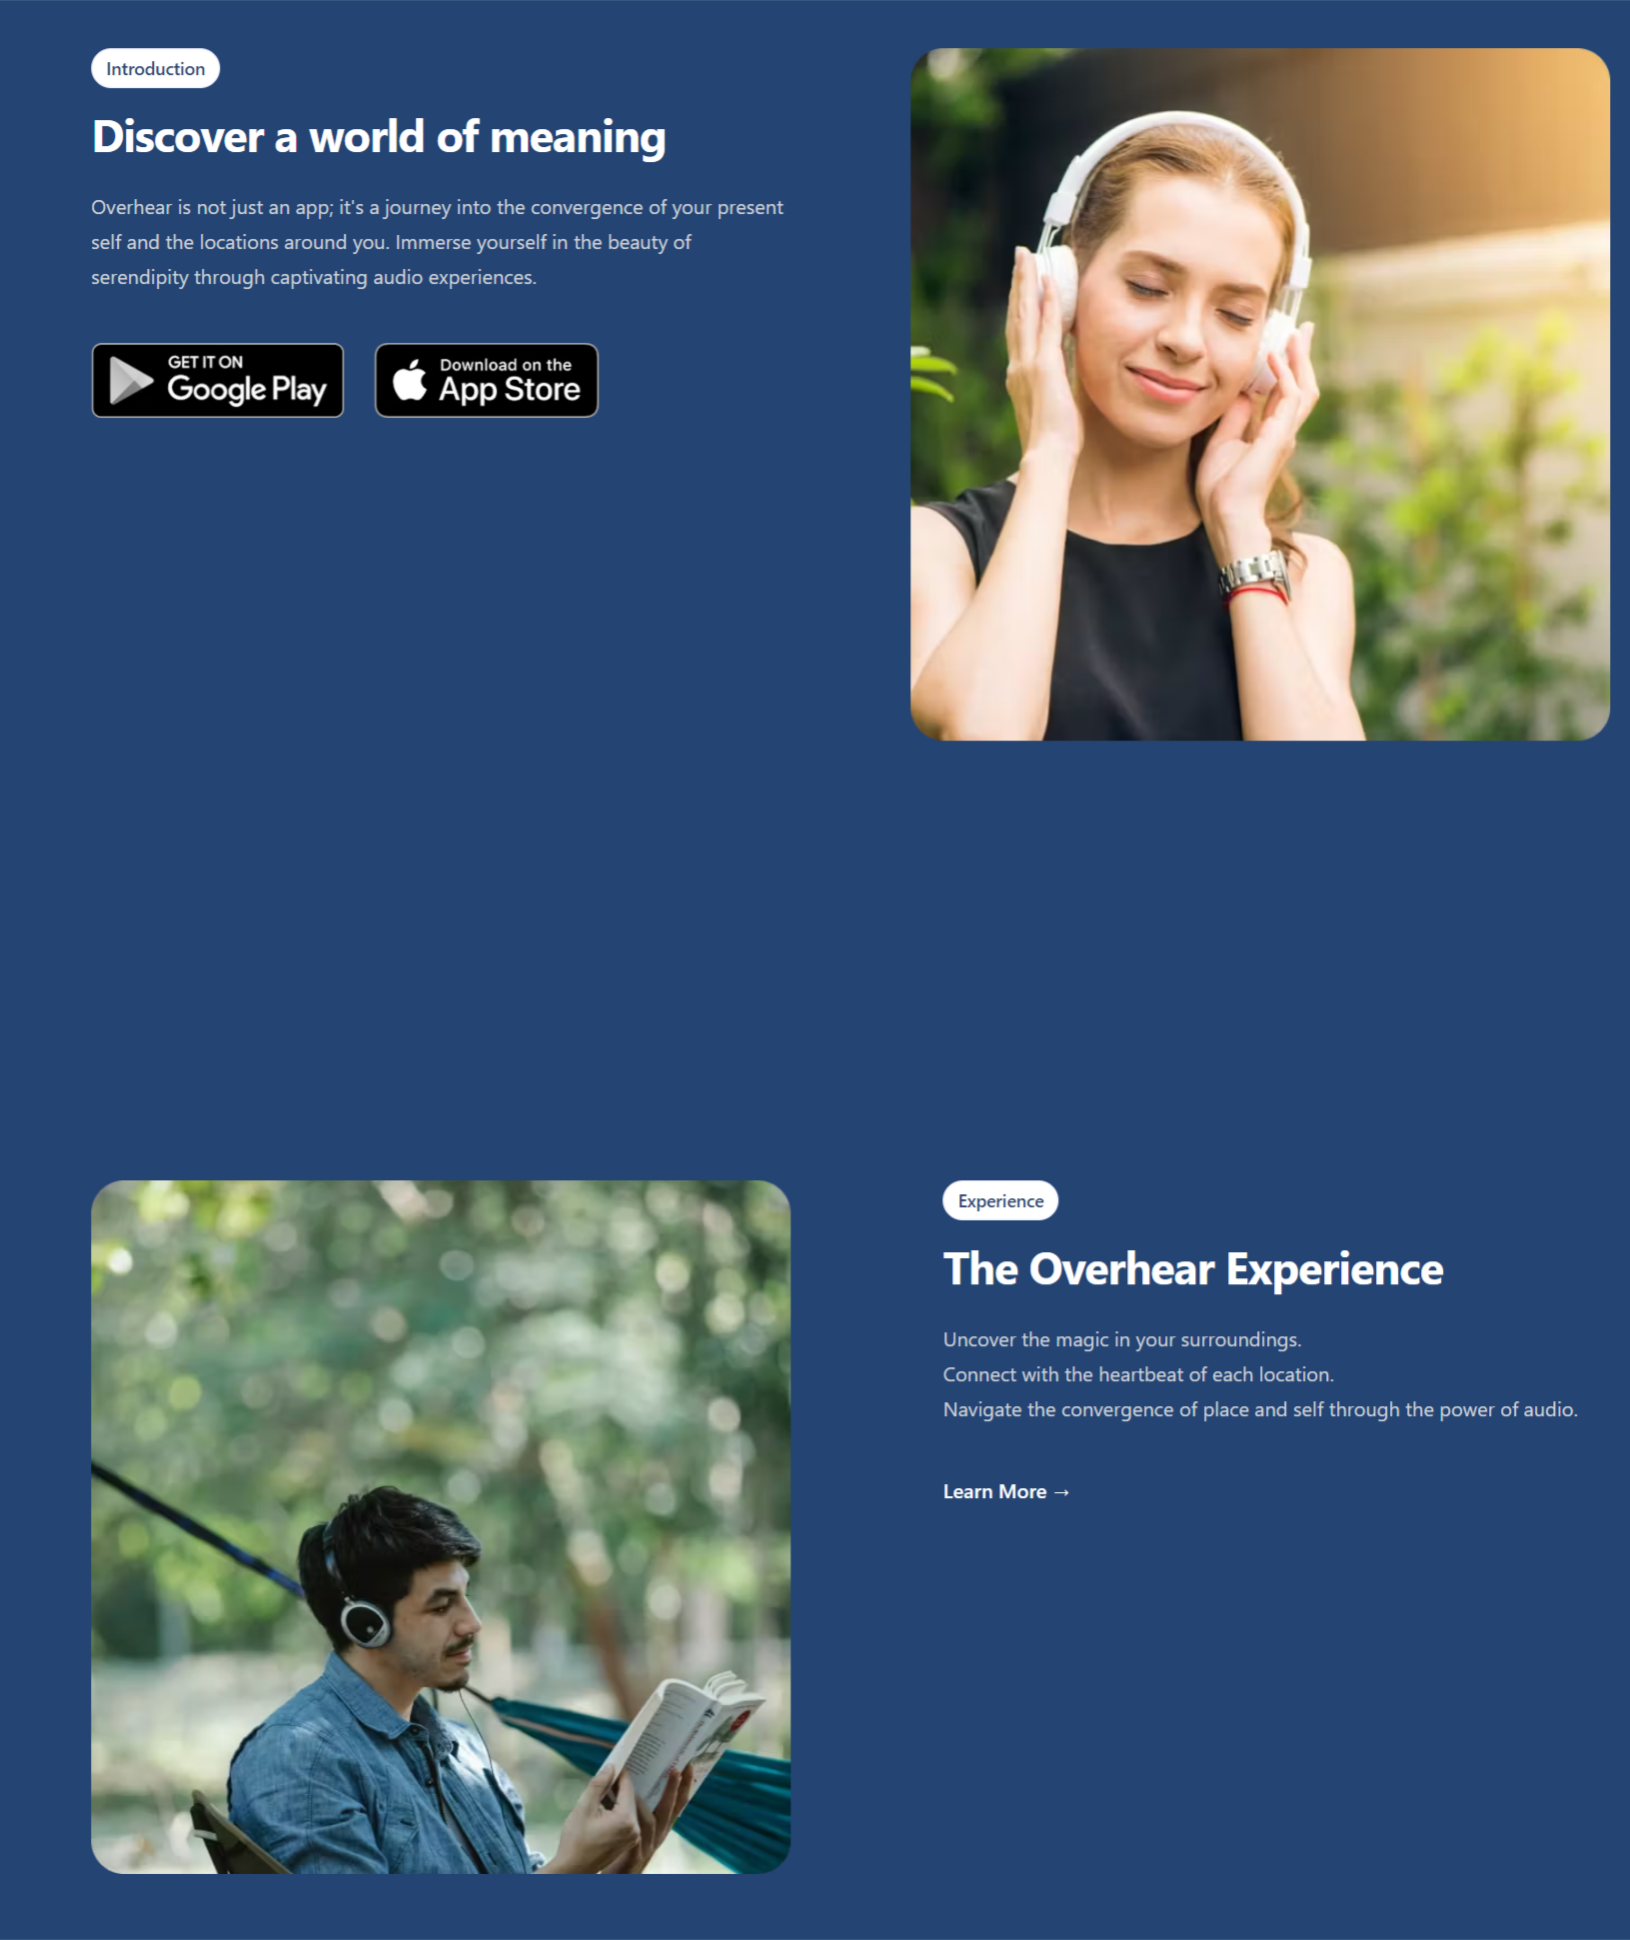 Introduction
Discover a world of meaning
Overhear is not just an app; it's a journey into the convergence of your present
self and the locations around you. Immerse yourself in the beauty of
serendipity through captivating audio experiences.
GET IT ON
Google Play
Download on the
App Store
Experience
The Overhear Experience
Uncover the magic in your surroundings.
Connect with the heartbeat of each location.
Navigate the convergence of place and self through the power of audio.
Learn More →